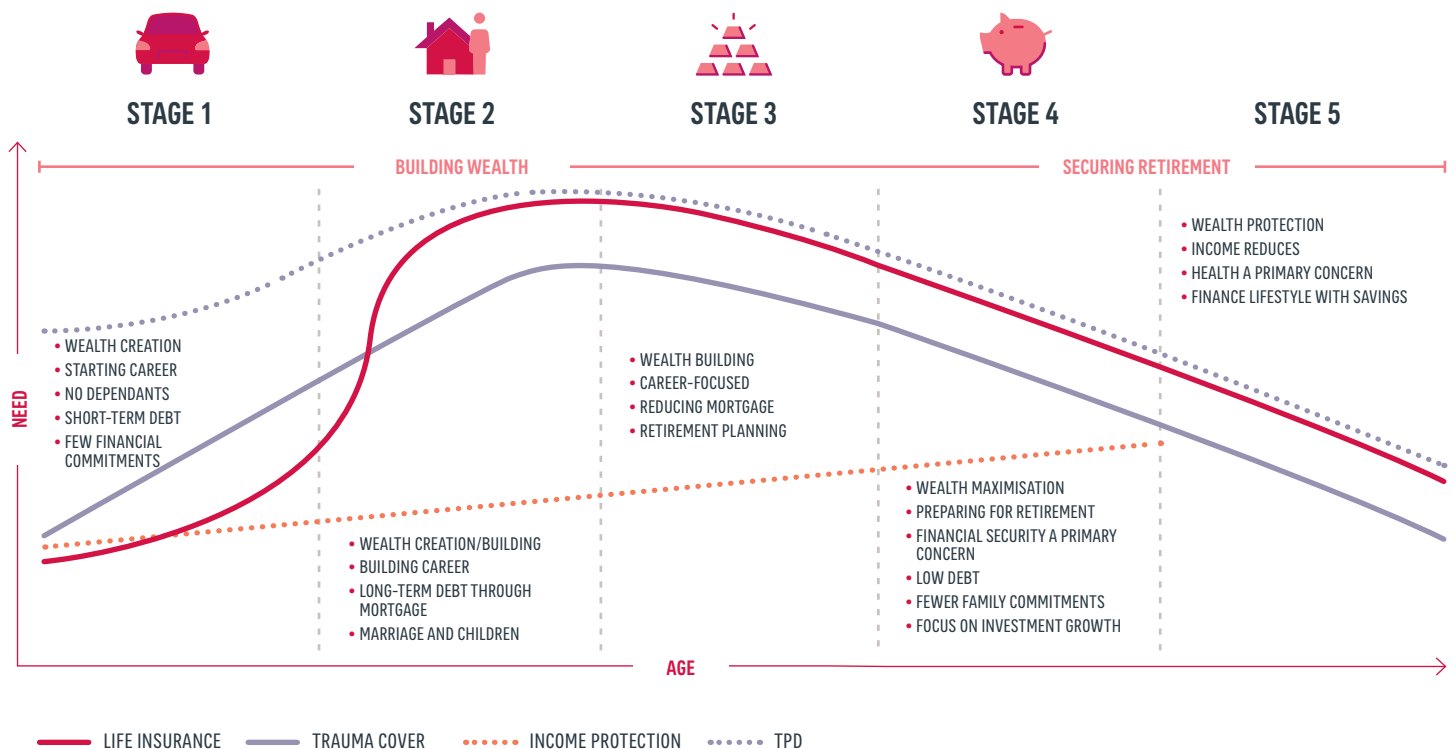 STAGE 1
STAGE 2
STAGE 3
STAGE 4
STAGE 5
BUILDING WEALTH
SECURING RETIREMENT
NEED
• WEALTH CREATION
• STARTING CAREER
• NO DEPENDANTS
• SHORT-TERM DEBT
• FEW FINANCIAL
COMMITMENTS
• WEALTH CREATION/BUILDING
• BUILDING CAREER
• LONG-TERM DEBT THROUGH
MORTGAGE
• MARRIAGE AND CHILDREN
• WEALTH BUILDING
• CAREER-FOCUSED
• REDUCING MORTGAGE
• RETIREMENT PLANNING
• WEALTH MAXIMISATION
• PREPARING FOR RETIREMENT
• FINANCIAL SECURITY A PRIMARY
CONCERN
• LOW DEBT
• FEWER FAMILY COMMITMENTS
• FOCUS ON INVESTMENT GROWTH
• WEALTH PROTECTION
• INCOME REDUCES
• HEALTH A PRIMARY CONCERN
• FINANCE LIFESTYLE WITH SAVINGS
AGE
LIFE INSURANCE
TRAUMA COVER
INCOME PROTECTION
TPD